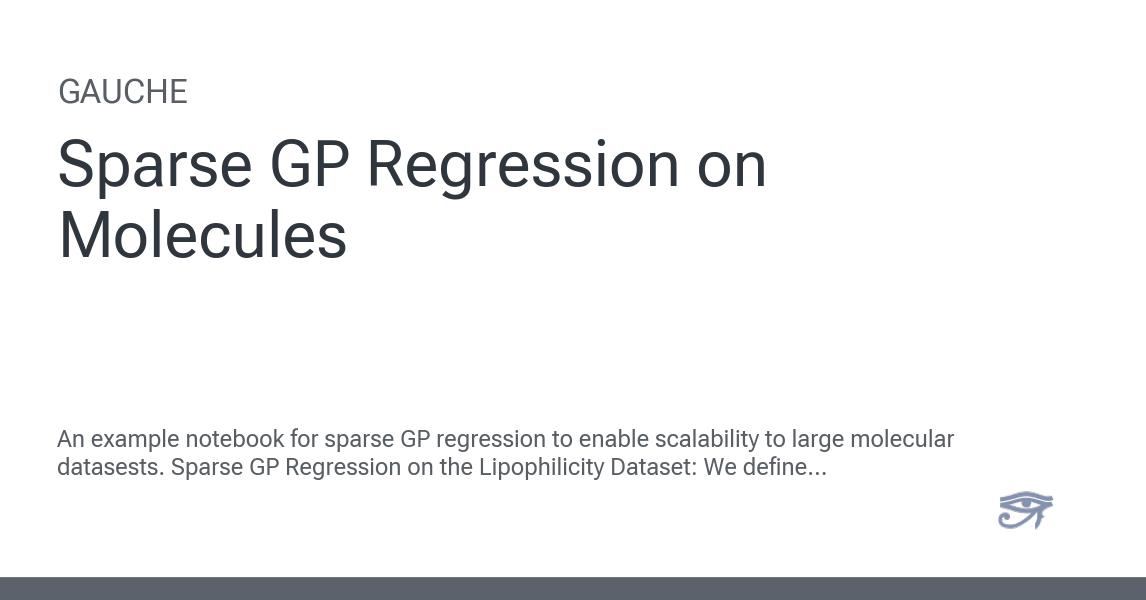 GAUCHE
Sparse GP Regression on
Molecules
An example notebook for sparse GP regression to enable scalability to large molecular
datasests. Sparse GP Regression on the Lipophilicity Dataset: We define...